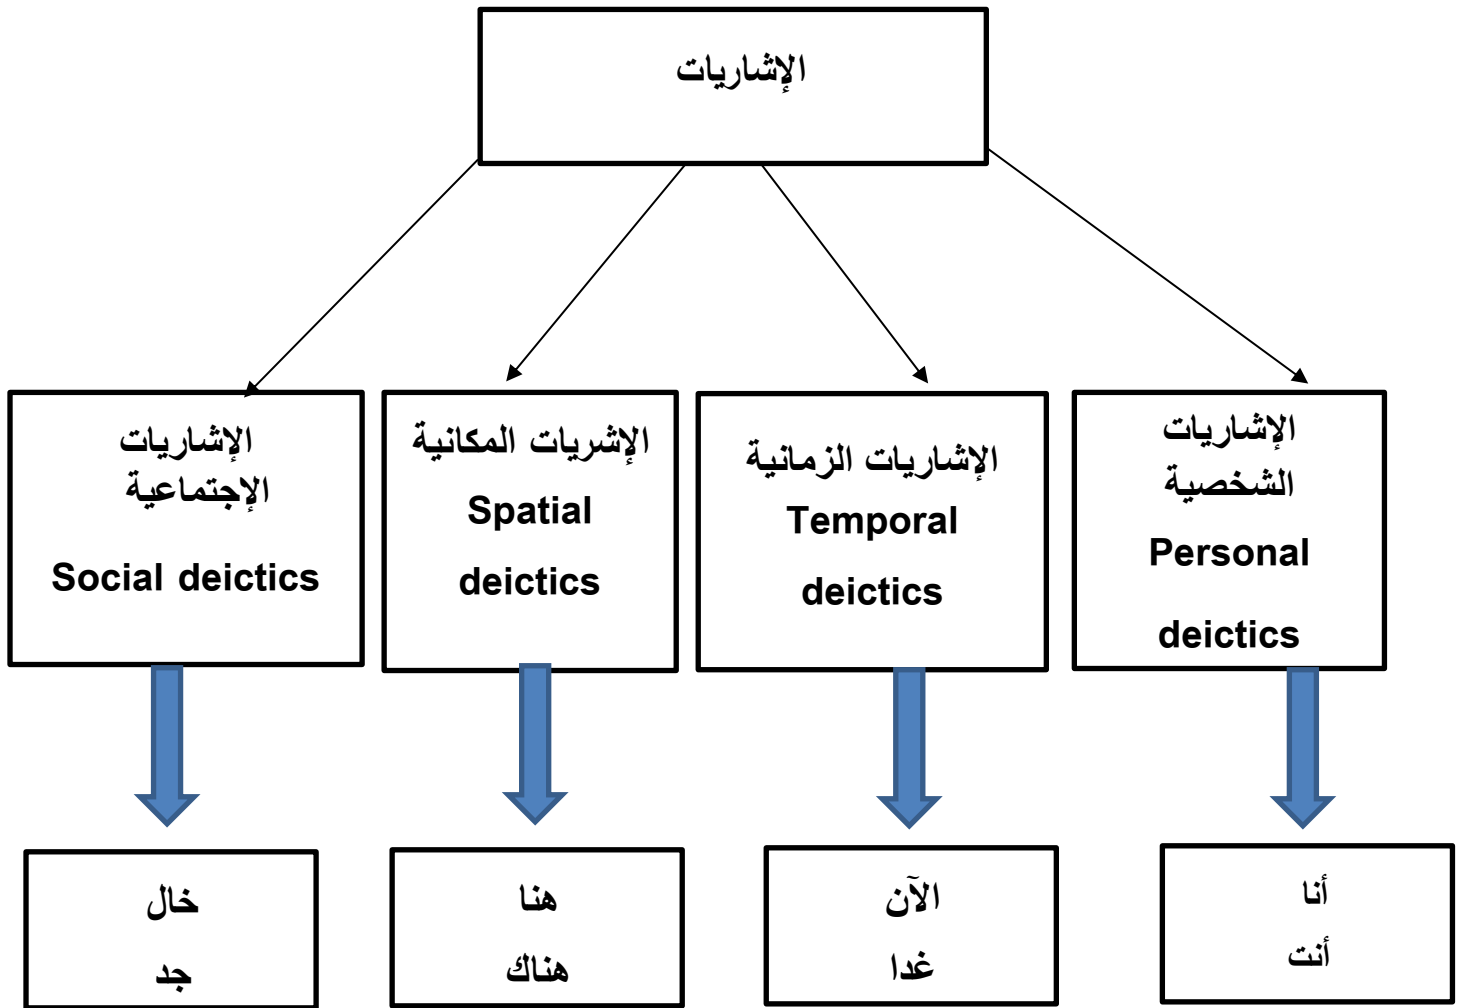 الإشاريات
الإشاريات
الشخصية
Personal
deictics
الإشاريات الزمانية
Temporal
deictics
الإشريات المكانية
Spatial
deictics
الإشاريات
الإجتماعية
Social deictics
أنا
أنت
الآن
غدا
هنا
هناك
خال
جد